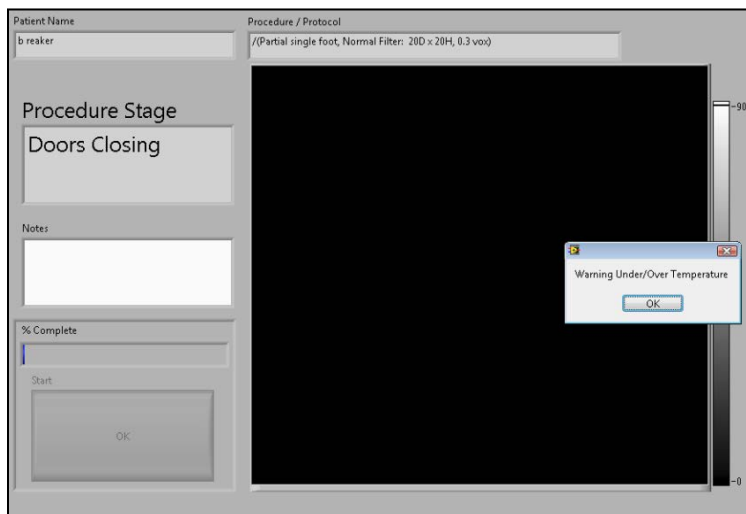 Patient Name
b reaker
Procedure / Protocol
/(Partial single foot, Normal Filter: 20D x 20H, 0.3 vox)
Procedure Stage
Doors Closing
Notes
% Complete
Start
OK
90
0
Warning Under/Over Temperature
OK